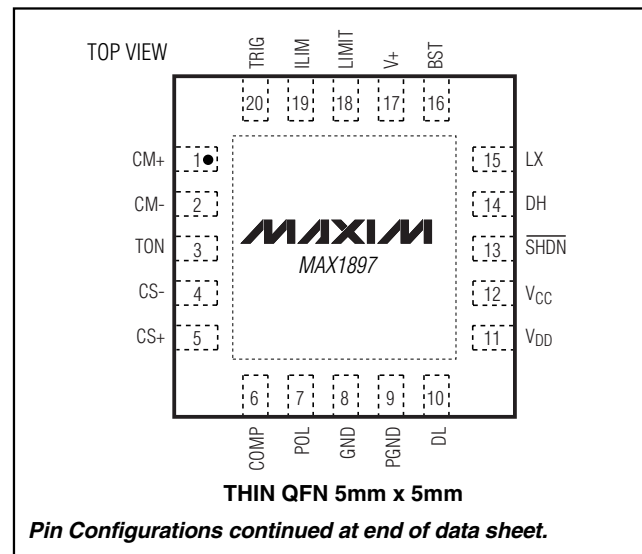 TOP VIEW
TRIG
ILIM
LIMIT
V+
BST
20 19 18 17 16
CM+ 1
CM- 2
TON 3
CS- 4
CS+ 5
15 LX
14 DH
13 SHDN
12 VCC
11 VDD
MAXIM
MAX1897
6 7 8 9 10
COMP
POL
GND
PGND
DL
THIN QFN 5mm x 5mm
Pin Configurations continued at end of data sheet.